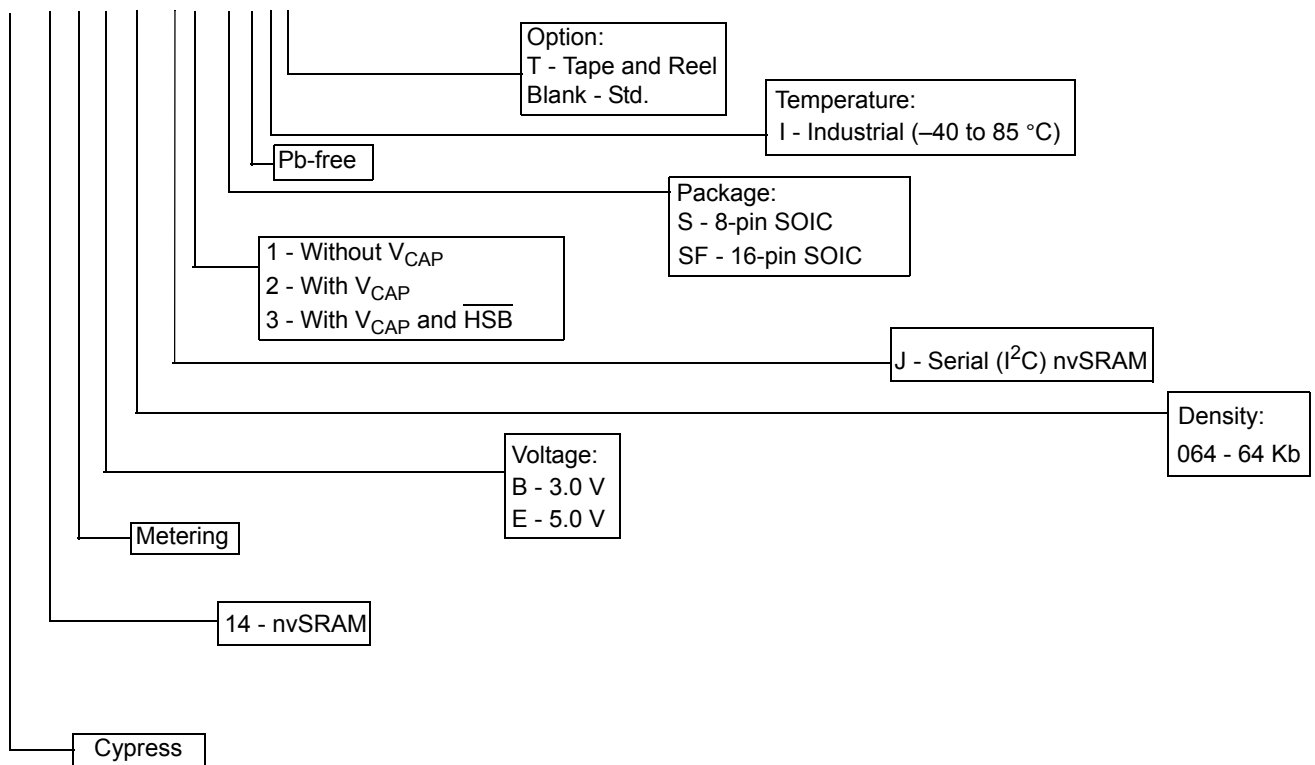 Option:
T - Tape and Reel
Blank - Std.
Temperature:
I - Industrial (–40 to 85 °C)
Pb-free
Package:
S - 8-pin SOIC
SF - 16-pin SOIC
1 - Without VCAP
2 - With VCAP
3 - With VCAP and HSB
J - Serial (I2C) nvSRAM
Density:
064 - 64 Kb
Voltage:
B - 3.0 V
E - 5.0 V
Metering
14 - nvSRAM
Cypress